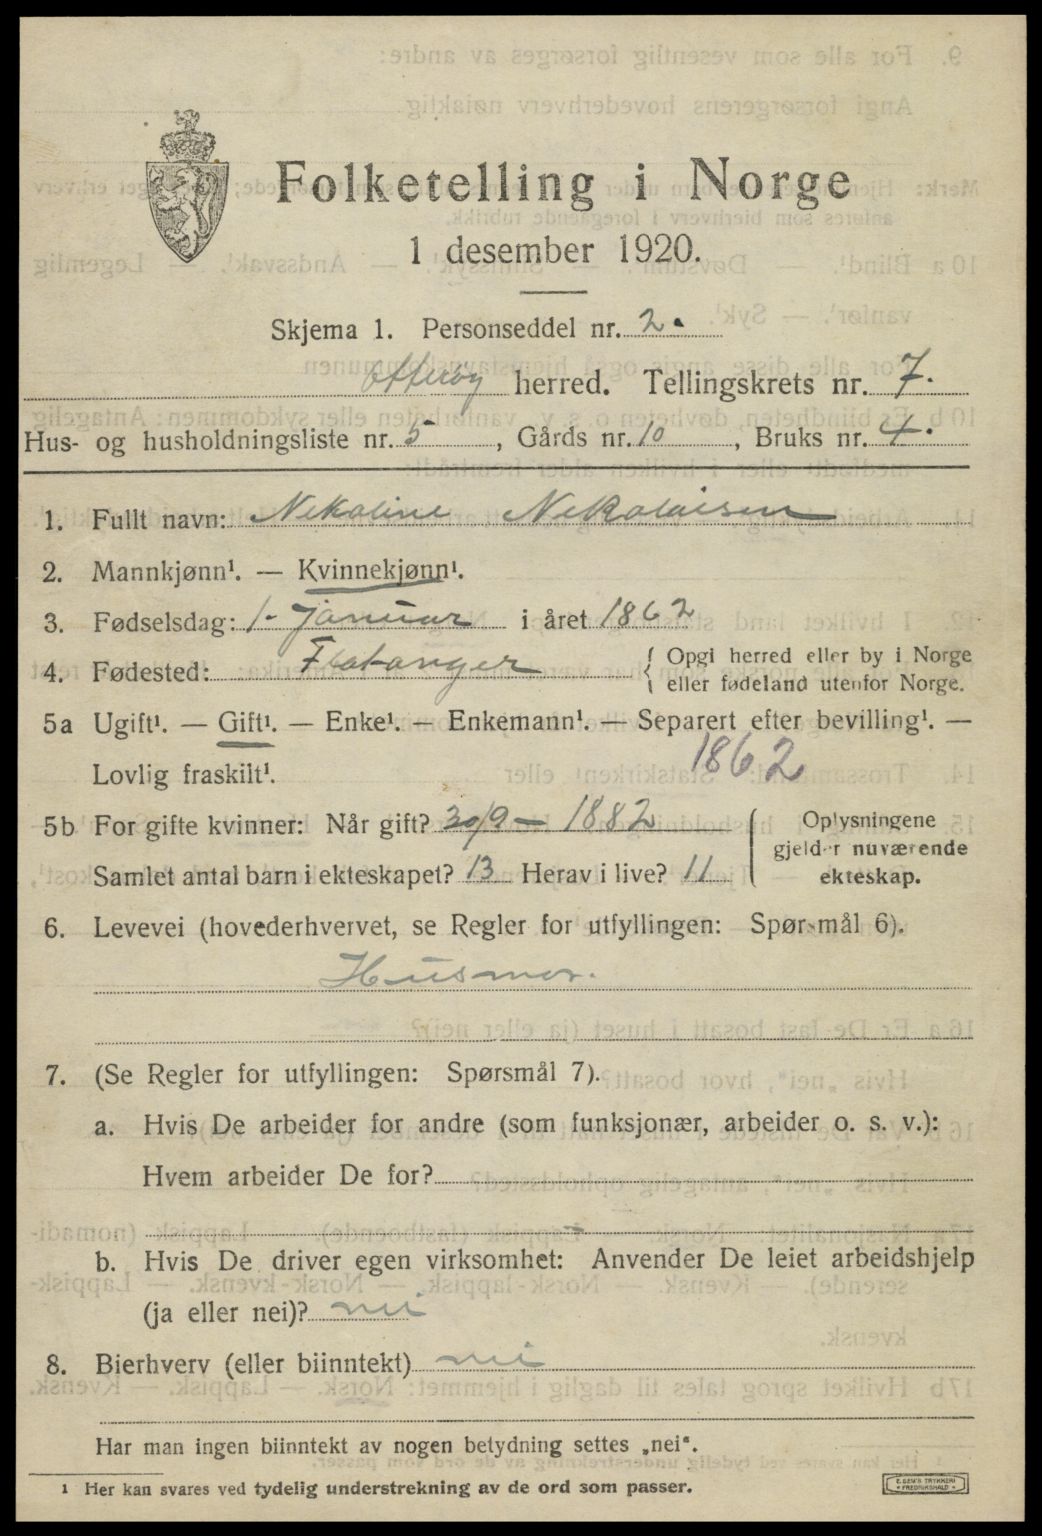 Folketelling i Norge
1 desember 1920.
Skjema 1. Personseddel nr. 2.
Otterøy herred. Tellingskrets nr. 7.
Hus- og husholdningsliste nr. 5, Gårds nr. 10, Bruks nr. 4.
1. Fullt navn: Nekoline Nekolaisen
2. Mannkjønn¹. — Kvinnekjønn¹.
3. Fødselsdag: 1. januar i året 1862
4. Fødested: Flatanger { Opgi herred eller by i Norge
eller fødeland utenfor Norge.
5a Ugift¹. — Gift¹. — Enke¹. — Enkemann¹. — Separert efter bevilling¹. —
Lovlig fraskilt¹. 1862
5b For gifte kvinner: Når gift? 30/9 — 1882
Samlet antal barn i ekteskapet? 13 Herav i live? 11
Oplysningene
gjelder nuværende
ekteskap.
6. Levevei (hovederhvervet, se Regler for utfyllingen: Spørsmål 6).
Husmor.
7. (Se Regler for utfyllingen: Spørsmål 7).
a. Hvis De arbeider for andre (som funksjonær, arbeider o. s. v.):
Hvem arbeider De for?
b. Hvis De driver egen virksomhet: Anvender De leiet arbeidshjelp
(ja eller nei)? nei
8. Bierhverv (eller biinntekt) nei
Har man ingen biinntekt av nogen betydning settes „nei“.
¹ Her kan svares ved tydelig understrekning av de ord som passer.
E. SEM'S TRYKKERI
FREDRIKSHALD